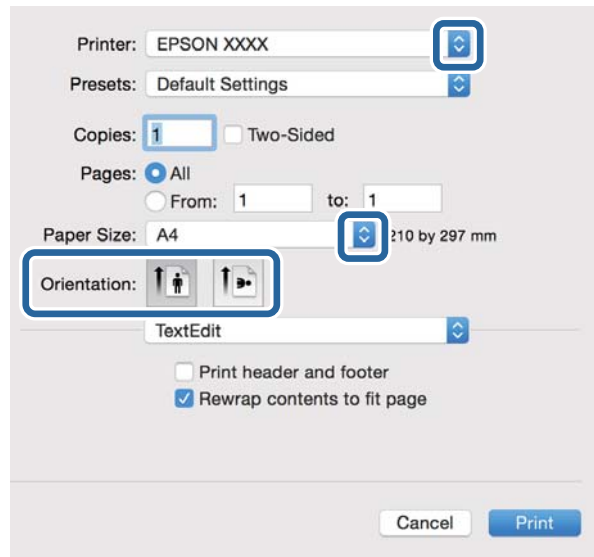 Printer: EPSON XXXX
Presets: Default Settings
Copies: 1 Two-Sided
Pages: All
From: 1 to: 1
Paper Size: A4 210 by 297 mm
Orientation:
TextEdit
Print header and footer
Rewrap contents to fit page
Cancel Print